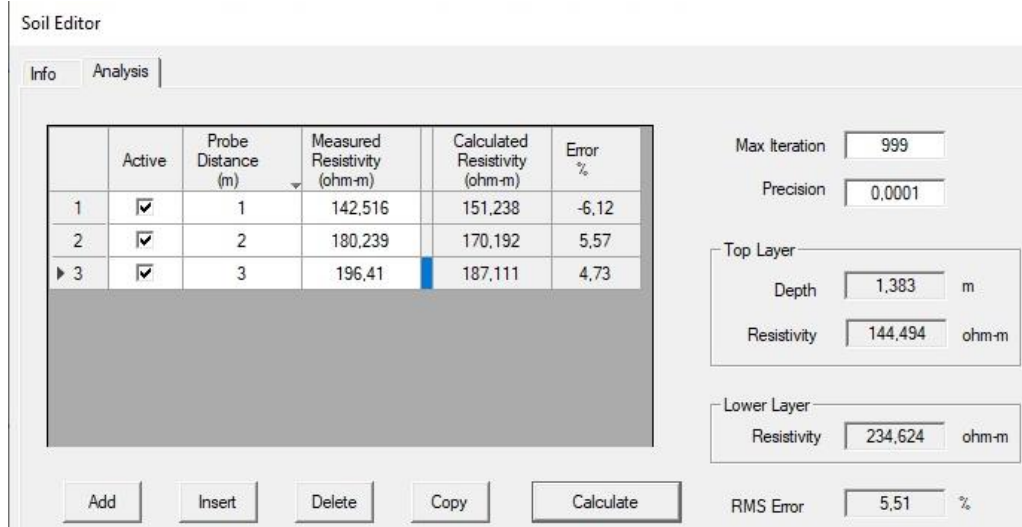 Soil Editor
Info Analysis
Active Probe Distance (m) Measured Resistivity (ohm-m) Calculated Resistivity (ohm-m) Error %
1 1 142,516 151,238 -6,12
2 2 180,239 170,192 5,57
3 3 196,41 187,111 4,73
Max Iteration 999
Precision 0,0001
Top Layer
Depth 1,383 m
Resistivity 144,494 ohm-m
Lower Layer
Resistivity 234,624 ohm-m
Add Insert Delete Copy Calculate RMS Error 5,51 %